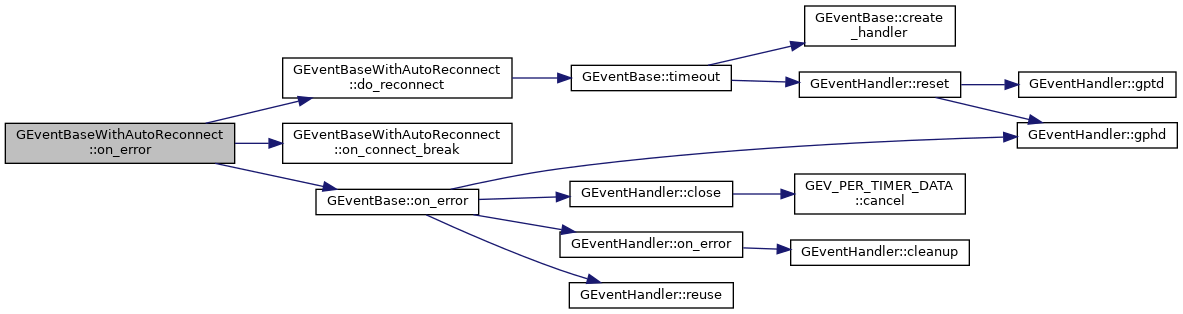 GEventBaseWithAutoReconnect
::on_error
GEventBaseWithAutoReconnect
::do_reconnect
GEventBaseWithAutoReconnect
::on_connect_break
GEventBase::on_error
GEventBase::timeout
GEventBase::create
_handler
GEventHandler::reset
GEventHandler::gptd
GEventHandler::gphd
GEventHandler::close
GEV_PER_TIMER_DATA
::cancel
GEventHandler::on_error
GEventHandler::cleanup
GEventHandler::reuse